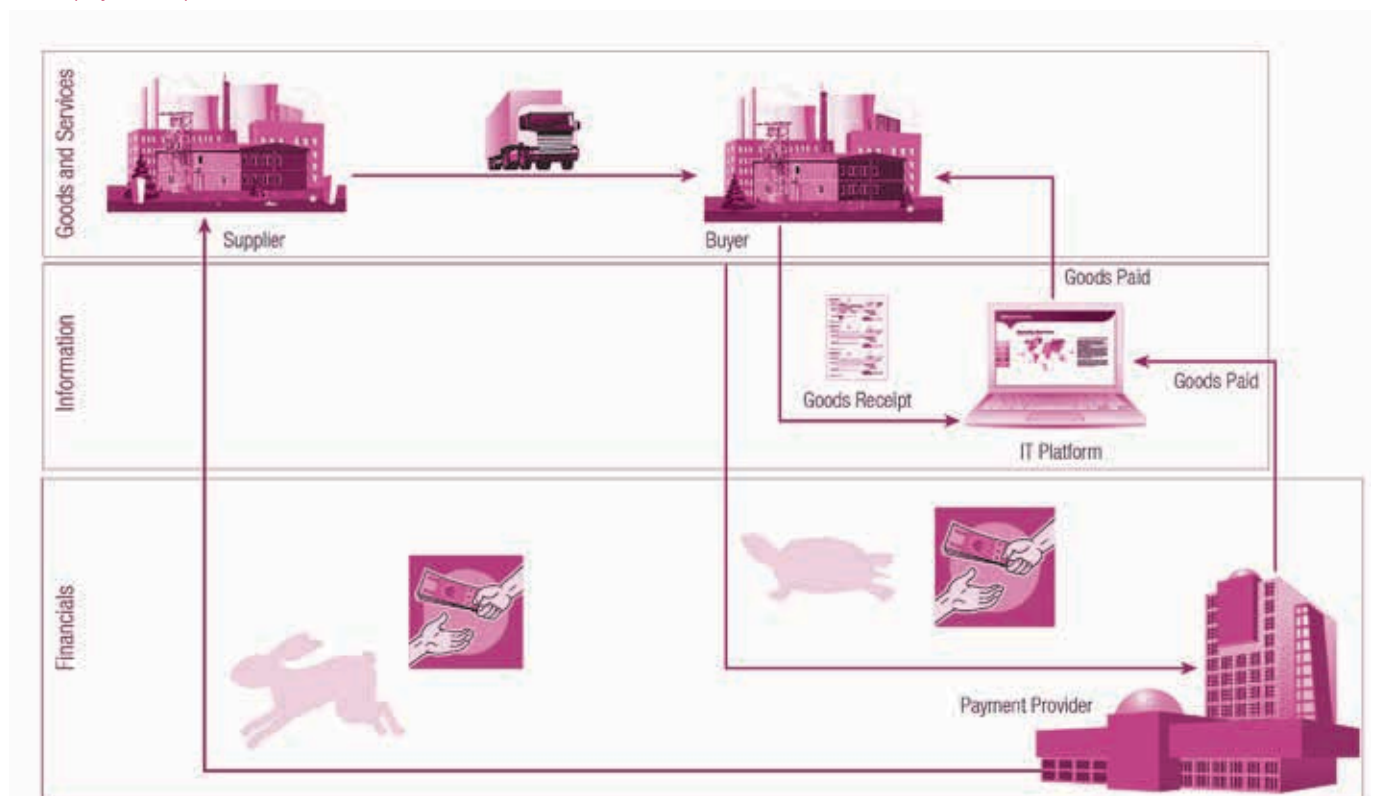 Goods and Services
Supplier
Buyer
Goods Paid
Information
Goods Receipt
Goods Paid
IT Platform
Financials
Payment Provider